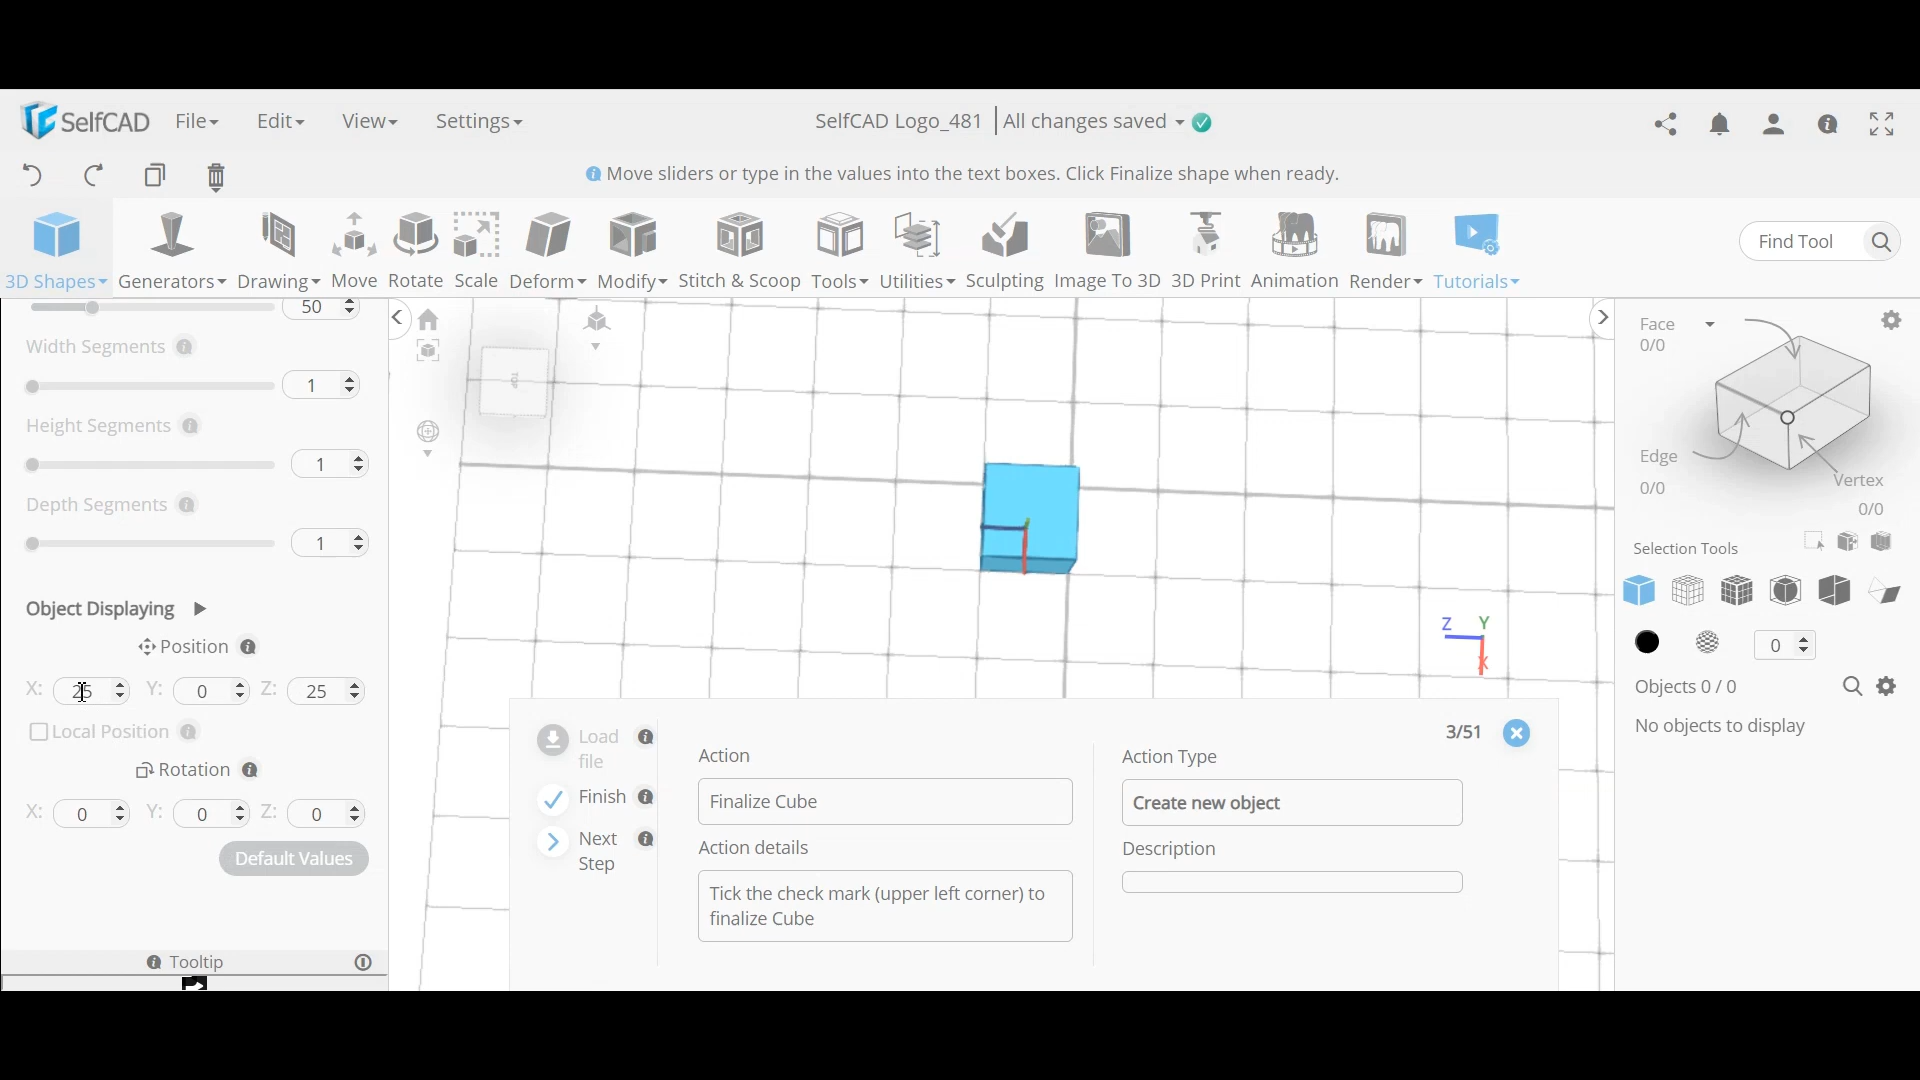 SelfCAD File Edit View Settings SelfCAD Logo_481 All changes saved
Move sliders or type in the values into the text boxes. Click Finalize shape when ready.
3D Shapes Generators Drawing Move Rotate Scale Deform Modify Stitch & Scoop Tools Utilities Sculpting Image To 3D 3D Print Animation Render Tutorials Find Tool
50
Width Segments
1
Height Segments
1
Depth Segments
1
Object Displaying
Position
X: 25 Y: 0 Z: 25
Local Position
Rotation
X: 0 Y: 0 Z: 0
Default Values
Tooltip
TOP
Z Y
X
Load
file
Finish
Next
Step
Action
Finalize Cube
Action details
Tick the check mark (upper left corner) to
finalize Cube
3/51
Action Type
Create new object
Description
Face
0/0
Edge
0/0
Vertex
0/0
Selection Tools
0
Objects 0 / 0
No objects to display